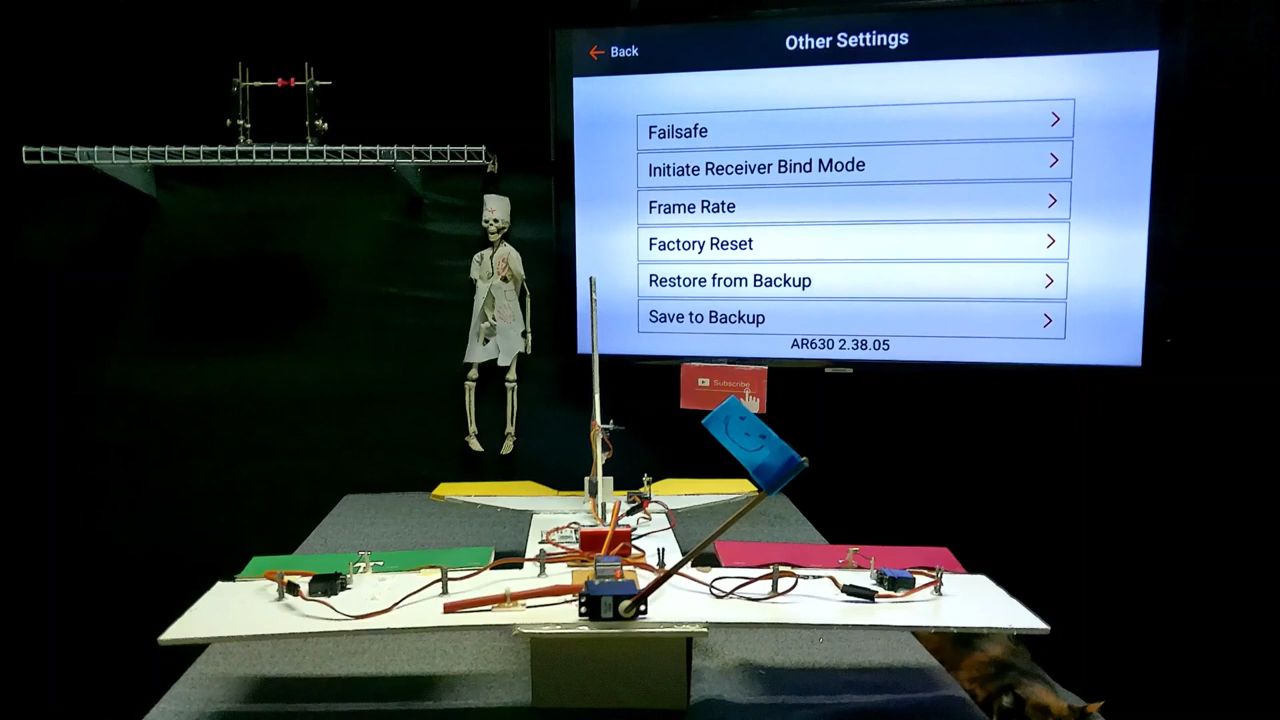 Back
Other Settings
Failsafe
Initiate Receiver Bind Mode
Frame Rate
Factory Reset
Restore from Backup
Save to Backup
AR630 2.38.05
Subscribe